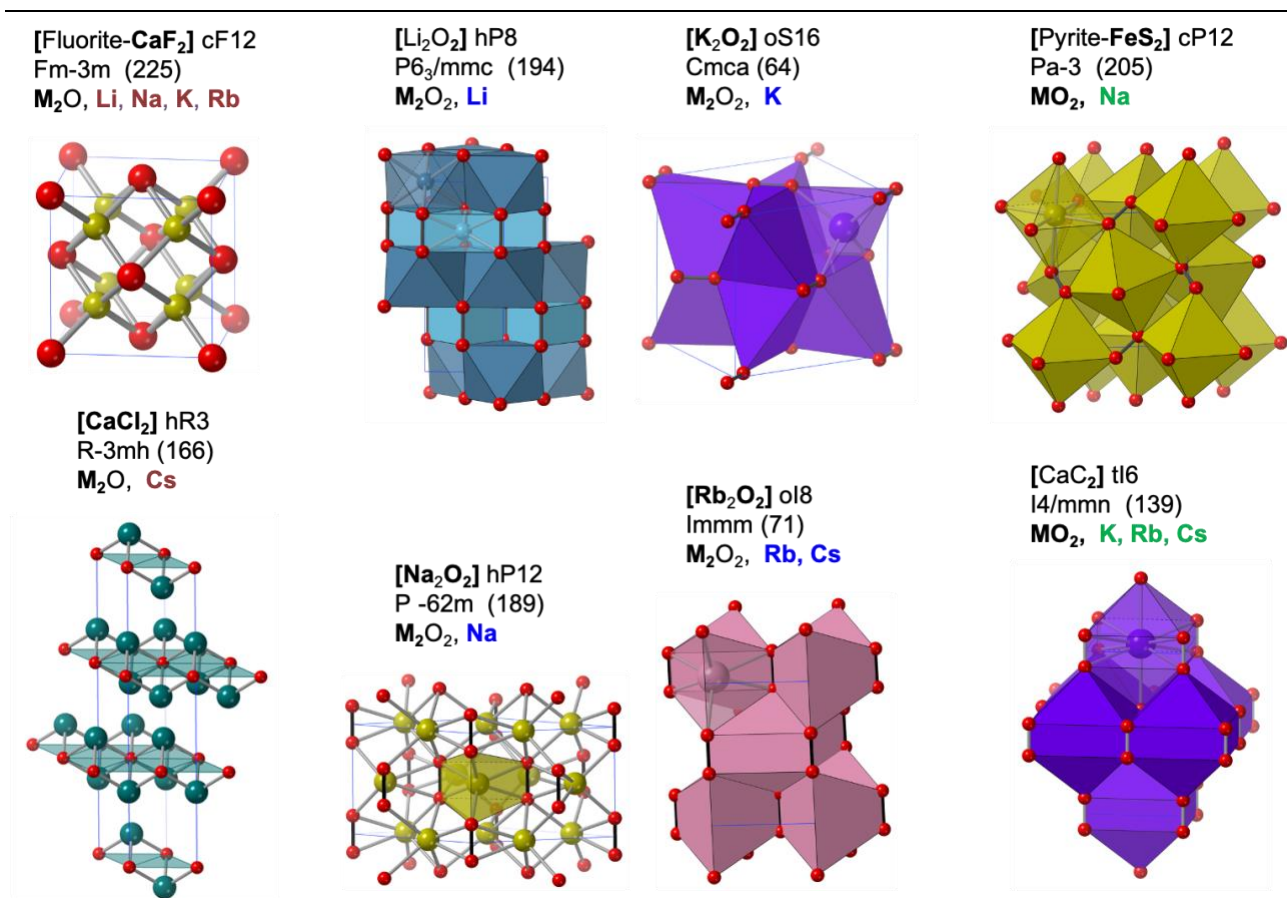 [Fluorite-CaF₂] cF12
Fm-3m (225)
M₂O, Li, Na, K, Rb
[Li₂O₂] hP8
P6₃/mmc (194)
M₂O₂, Li
[K₂O₂] oS16
Cmca (64)
M₂O₂, K
[Pyrite-FeS₂] cP12
Pa-3 (205)
MO₂, Na
[CaCl₂] hR3
R-3mh (166)
M₂O, Cs
[Na₂O₂] hP12
P -62m (189)
M₂O₂, Na
[Rb₂O₂] oI8
Immm (71)
M₂O₂, Rb, Cs
[CaC₂] tI6
I4/mmn (139)
MO₂, K, Rb, Cs